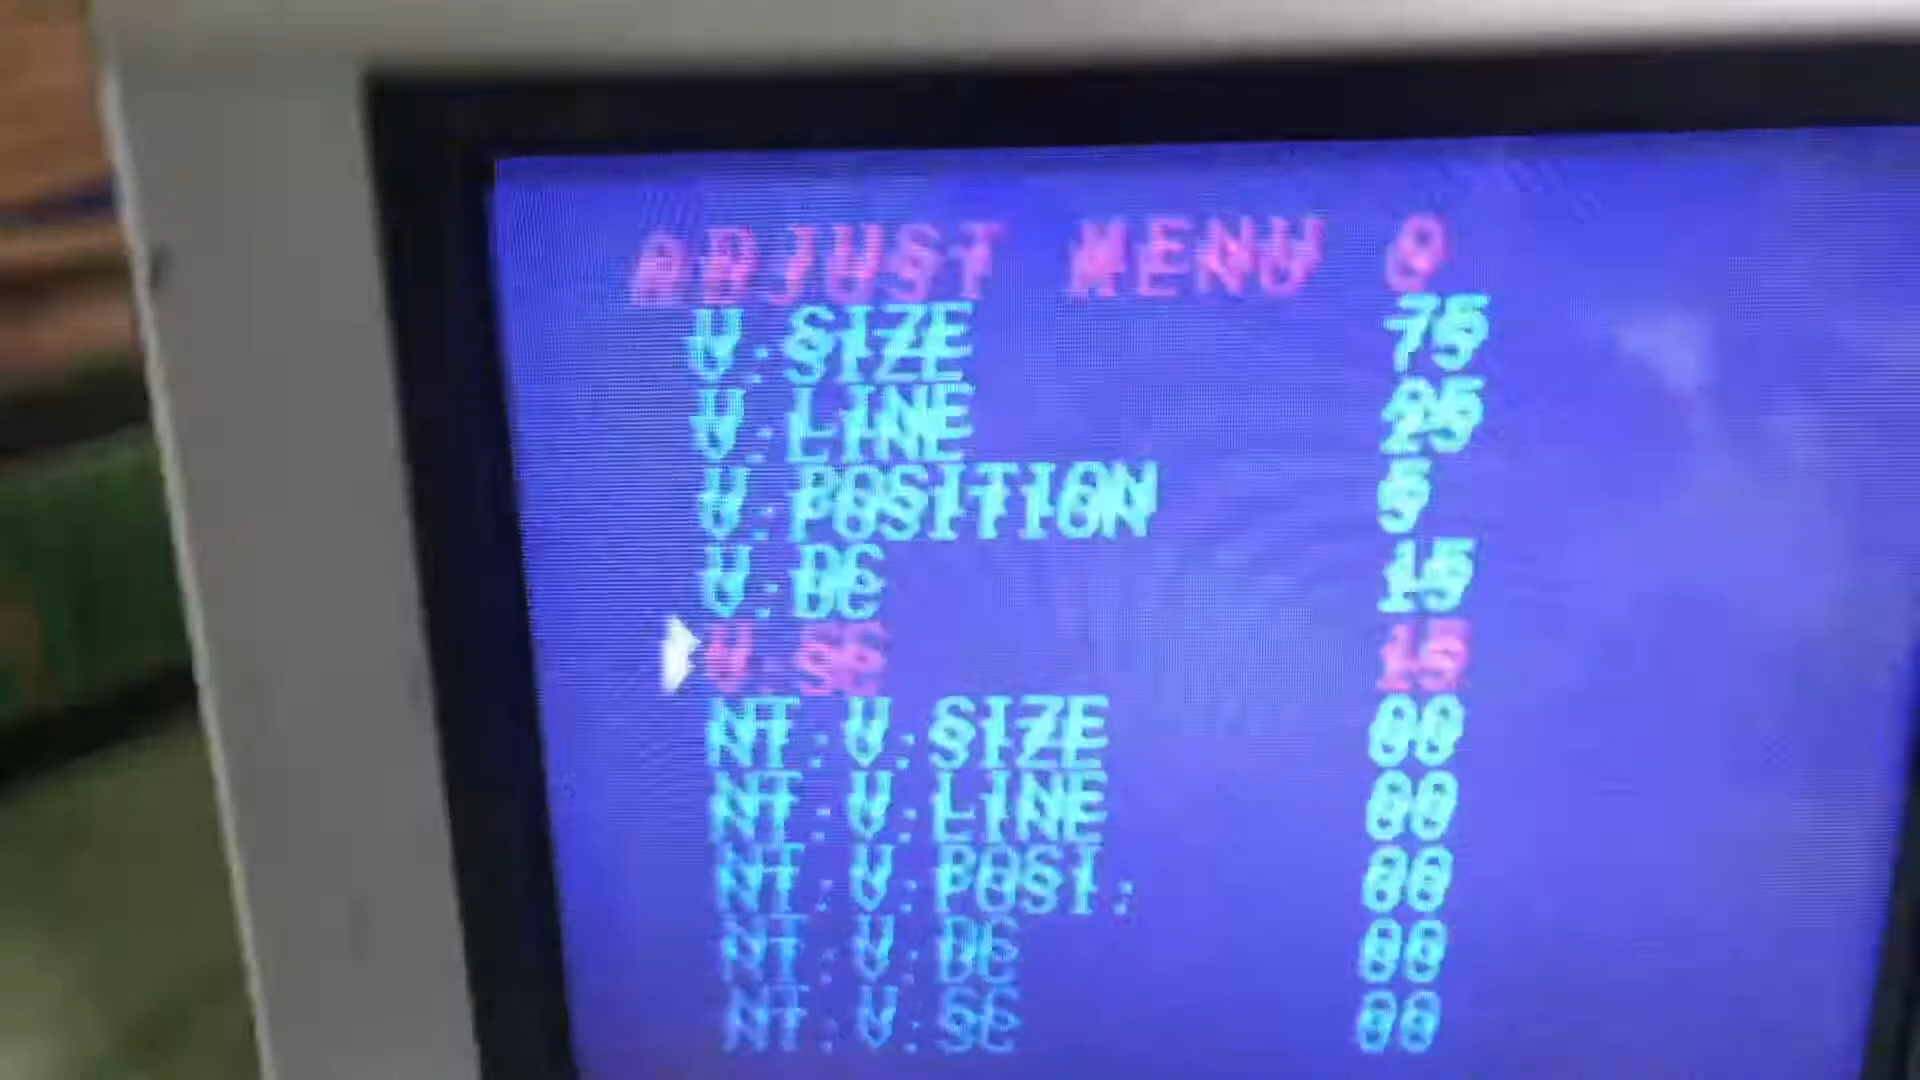 ADJUST MENU 0
V.SIZE 75
V.LINE 25
V.POSITION 5
V.DC 15
V.SC 15
NT.V.SIZE 00
NT.V.LINE 00
NT.V.POSI. 00
NT.V.DC 00
NT.V.SC 00